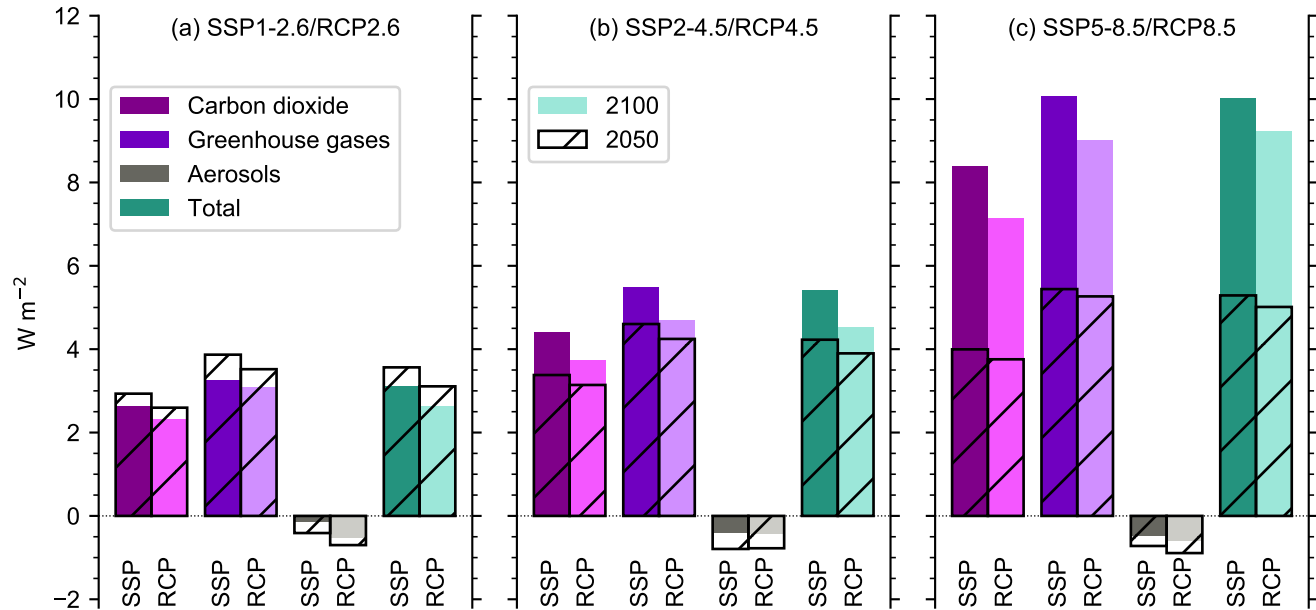 (a) SSP1-2.6/RCP2.6
(b) SSP2-4.5/RCP4.5
(c) SSP5-8.5/RCP8.5
12
10
8
6
4
2
0
−2
W m−2
Carbon dioxide
Greenhouse gases
Aerosols
Total
2100
2050
SSP RCP SSP RCP SSP RCP SSP RCP
SSP RCP SSP RCP SSP RCP SSP RCP
SSP RCP SSP RCP SSP RCP SSP RCP